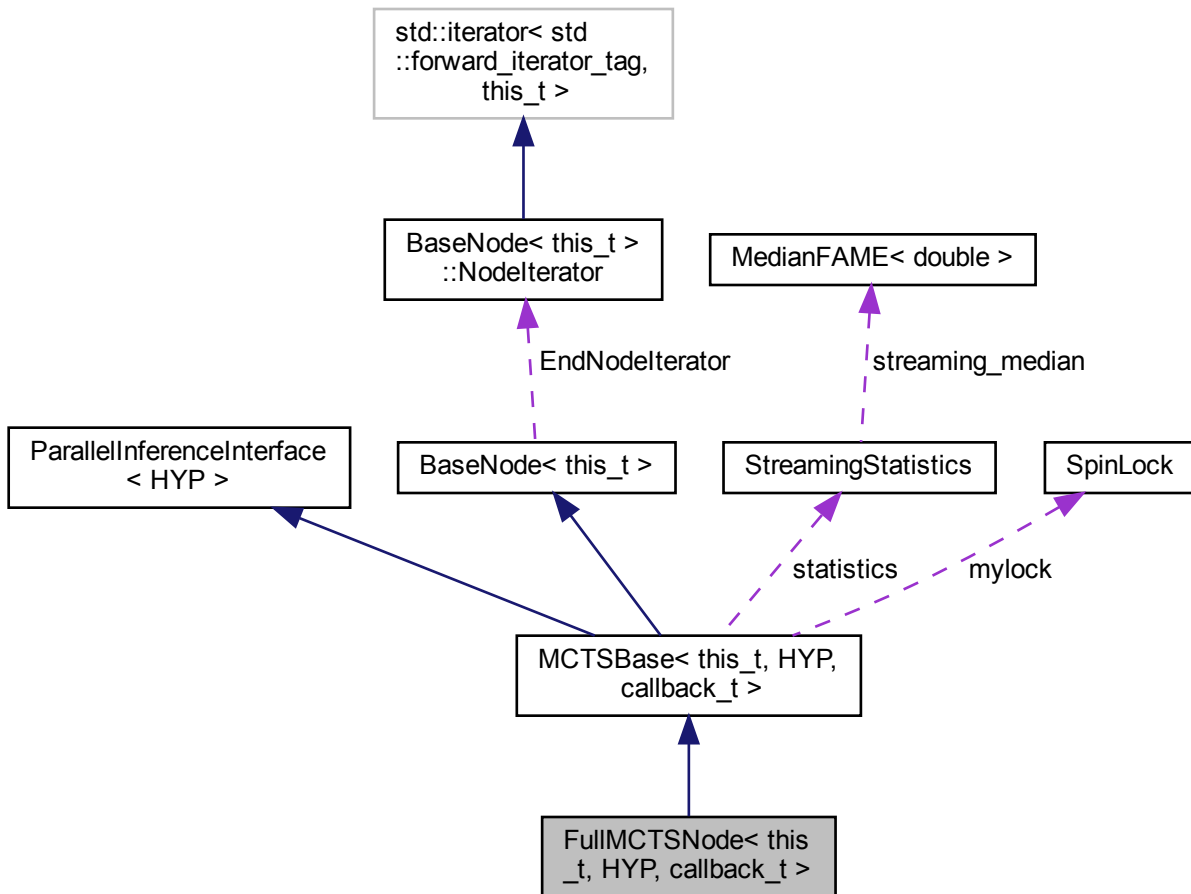 std::iterator< std
::forward_iterator_tag,
this_t >
BaseNode< this_t >
::NodeIterator
MedianFAME< double >
EndNodeIterator
streaming_median
ParallelInferenceInterface
< HYP >
BaseNode< this_t >
StreamingStatistics
SpinLock
statistics
mylock
MCTSBase< this_t, HYP,
callback_t >
FullMCTSNode< this
_t, HYP, callback_t >